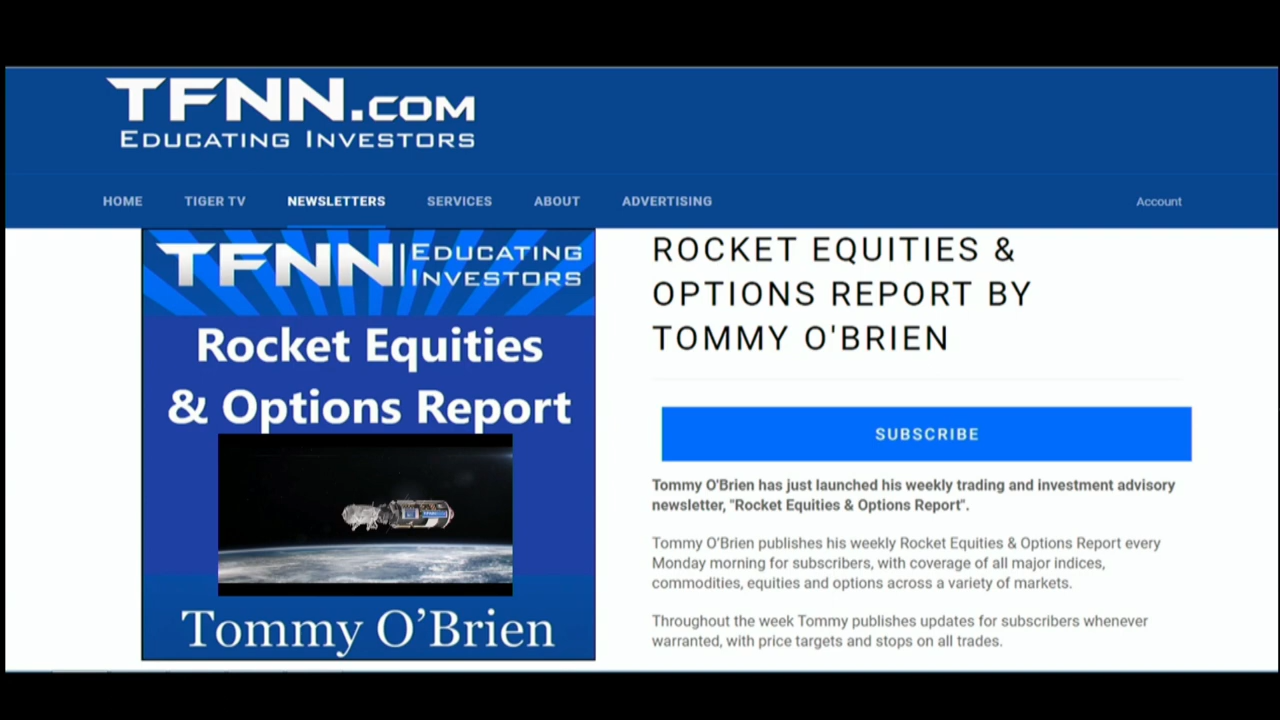 TFNN.COM
EDUCATING INVESTORS
HOME TIGER TV NEWSLETTERS SERVICES ABOUT ADVERTISING Account
TFNN EDUCATING
INVESTORS
Rocket Equities
& Options Report
Tommy O’Brien
ROCKET EQUITIES &
OPTIONS REPORT BY
TOMMY O'BRIEN
SUBSCRIBE
Tommy O'Brien has just launched his weekly trading and investment advisory
newsletter, "Rocket Equities & Options Report".
Tommy O’Brien publishes his weekly Rocket Equities & Options Report every
Monday morning for subscribers, with coverage of all major indices,
commodities, equities and options across a variety of markets.
Throughout the week Tommy publishes updates for subscribers whenever
warranted, with price targets and stops on all trades.